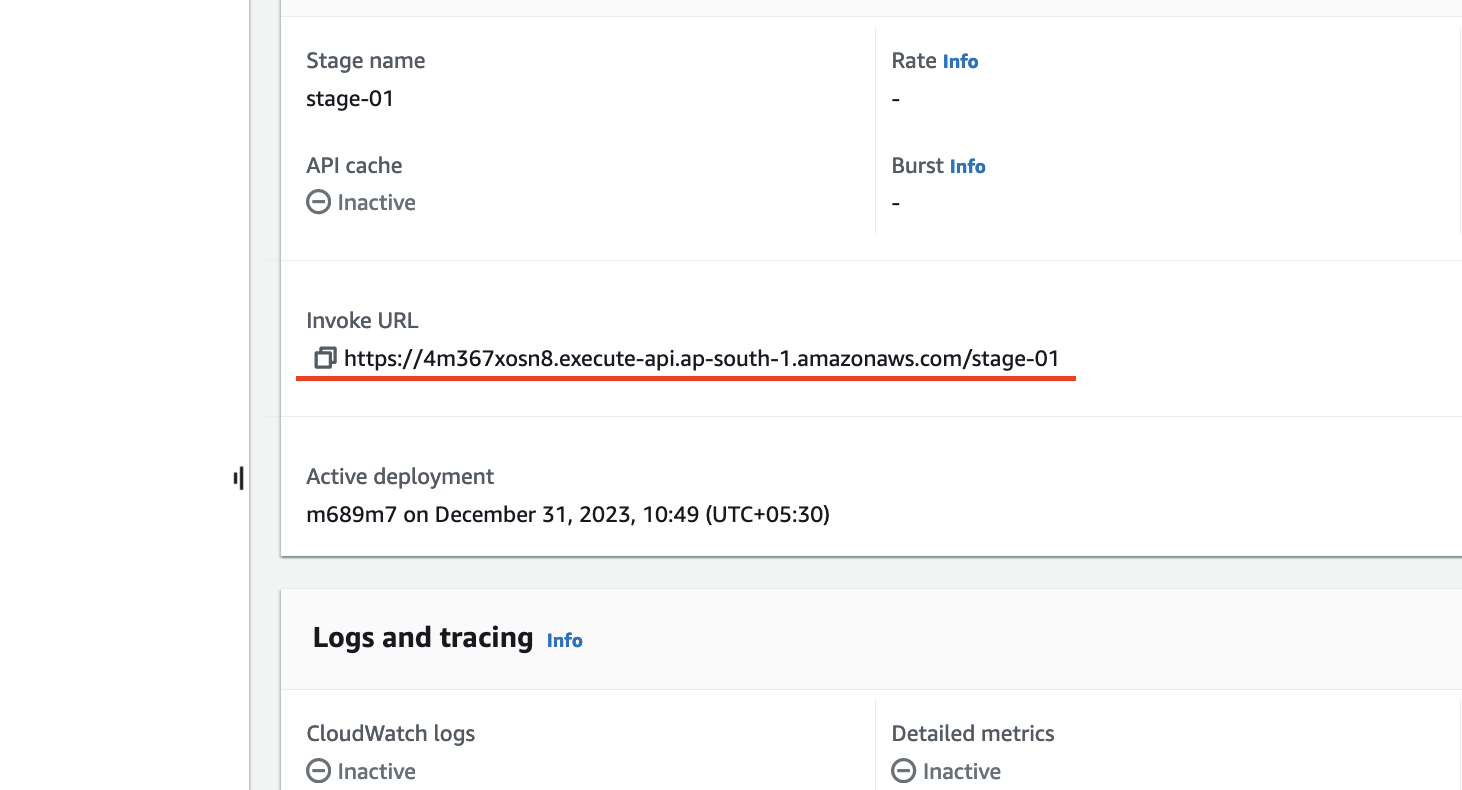 Stage name
stage-01
Rate Info
-
API cache
Inactive
Burst Info
-
Invoke URL
https://4m367xosn8.execute-api.ap-south-1.amazonaws.com/stage-01
Active deployment
m689m7 on December 31, 2023, 10:49 (UTC+05:30)
Logs and tracing Info
CloudWatch logs
Inactive
Detailed metrics
Inactive